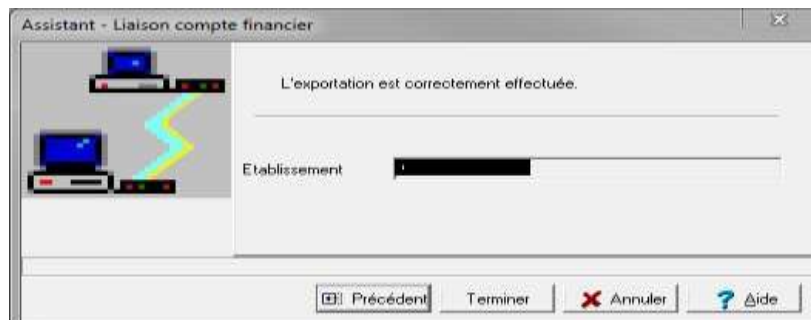 Assistant - Liaison compte financier
L'exportation est correctement effectuée.
Etablissement
Précédent Terminer Annuler ? Aide